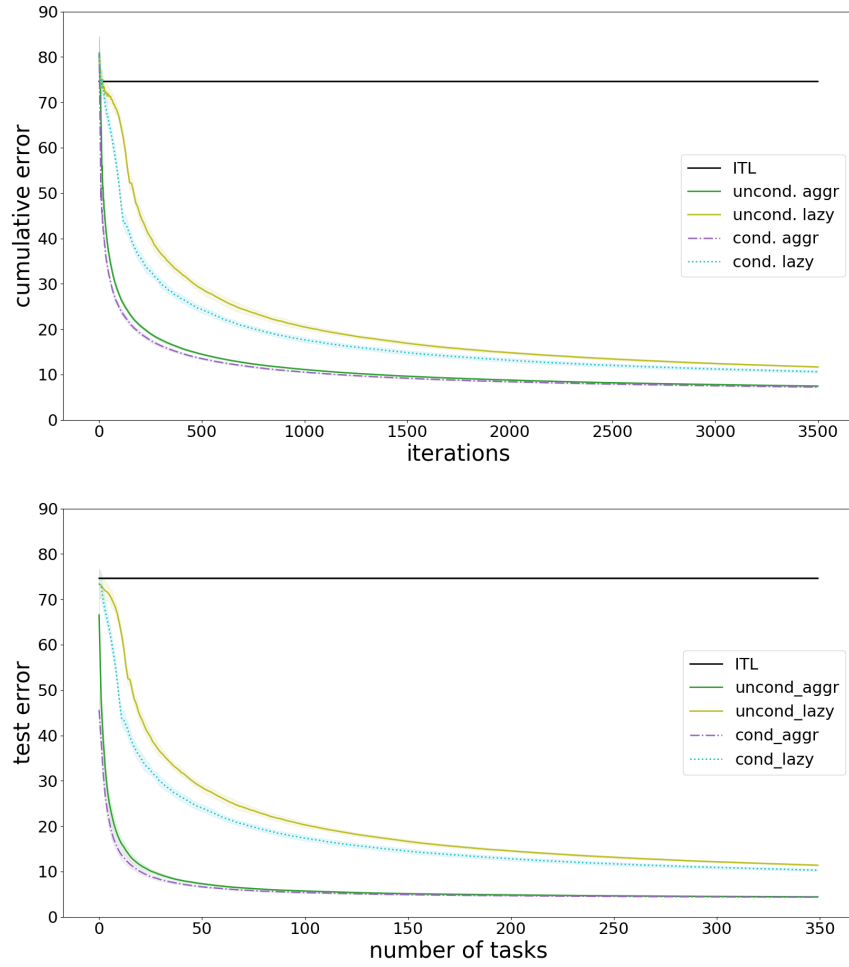 90
80
70
60
50
40
30
20
10
0
cumulative error
ITL
uncond. aggr
uncond. lazy
cond. aggr
cond. lazy
0 500 1000 1500 2000 2500 3000 3500
iterations
90
80
70
60
50
40
30
20
10
0
test error
ITL
uncond_aggr
uncond_lazy
cond_aggr
cond_lazy
0 50 100 150 200 250 300 350
number of tasks